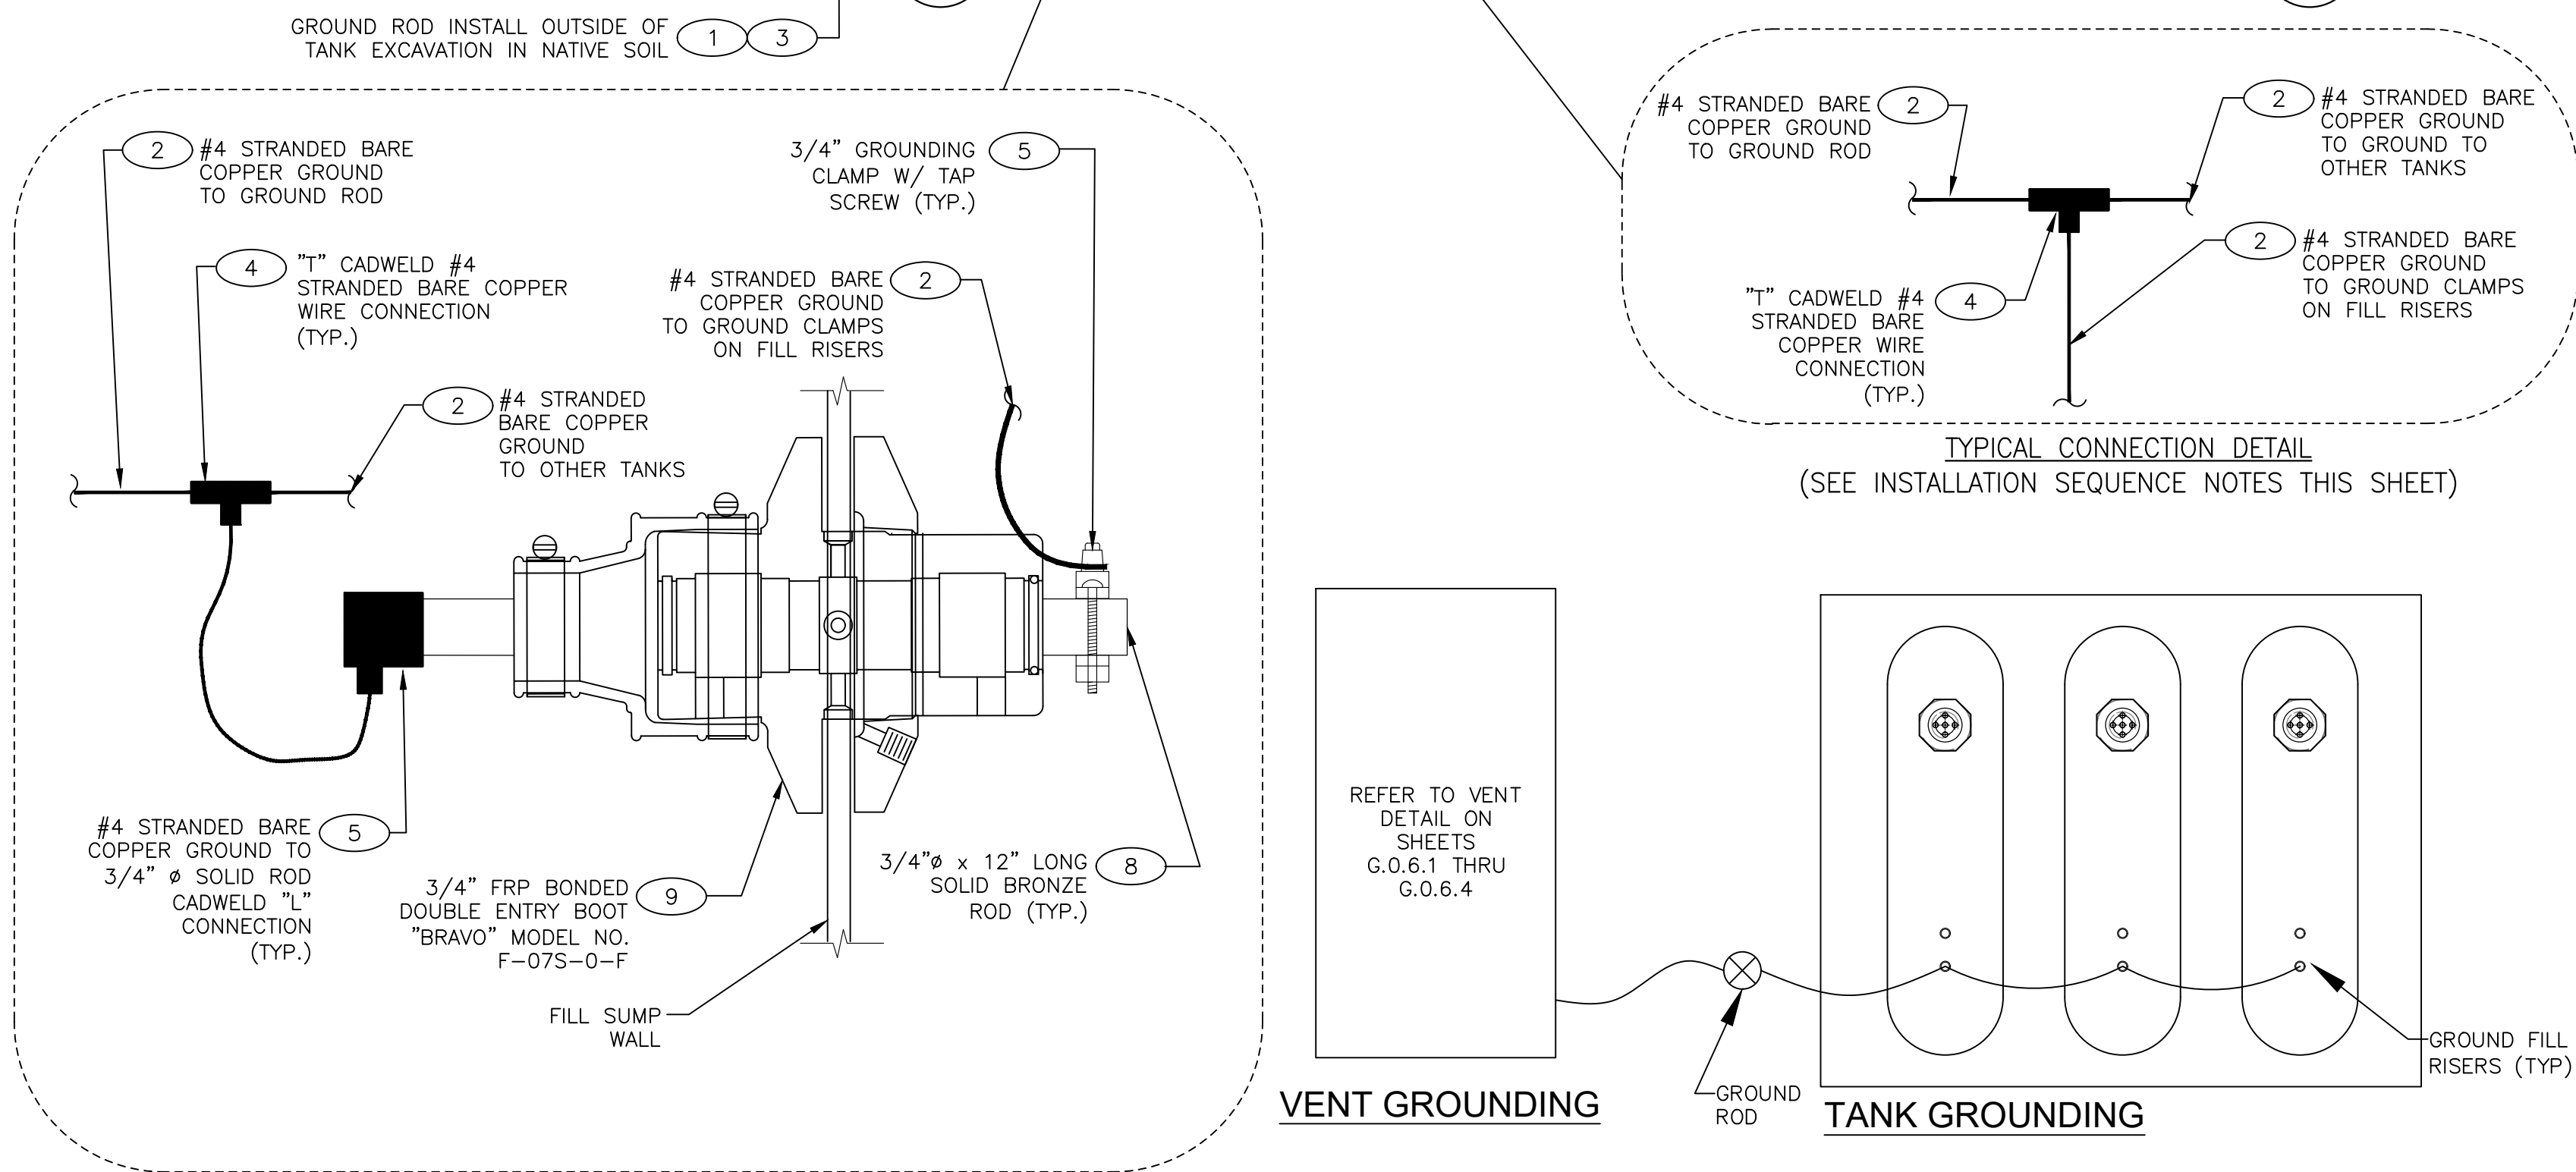 GROUND ROD INSTALL OUTSIDE OF
TANK EXCAVATION IN NATIVE SOIL
1
3
2
#4 STRANDED BARE
COPPER GROUND
TO GROUND ROD
4
"T" CADWELD #4
STRANDED BARE COPPER
WIRE CONNECTION
(TYP.)
2
#4 STRANDED
BARE COPPER
GROUND
TO OTHER TANKS
3/4" GROUNDING
CLAMP W/ TAP
SCREW (TYP.)
5
#4 STRANDED BARE
COPPER GROUND
TO GROUND CLAMPS
ON FILL RISERS
2
#4 STRANDED BARE
COPPER GROUND TO
3/4" ø SOLID ROD
CADWELD "L"
CONNECTION
(TYP.)
5
3/4" FRP BONDED
DOUBLE ENTRY BOOT
"BRAVO" MODEL NO.
F-07S-0-F
9
3/4"ø x 12" LONG
SOLID BRONZE
ROD (TYP.)
8
FILL SUMP
WALL
#4 STRANDED BARE
COPPER GROUND
TO GROUND ROD
2
2
#4 STRANDED BARE
COPPER GROUND
TO GROUND TO
OTHER TANKS
2
#4 STRANDED BARE
COPPER GROUND
TO GROUND CLAMPS
ON FILL RISERS
"T" CADWELD #4
STRANDED BARE
COPPER WIRE
CONNECTION
(TYP.)
4
TYPICAL CONNECTION DETAIL
(SEE INSTALLATION SEQUENCE NOTES THIS SHEET)
REFER TO VENT
DETAIL ON
SHEETS
G.0.6.1 THRU
G.0.6.4
VENT GROUNDING
GROUND
ROD
TANK GROUNDING
GROUND FILL
RISERS (TYP)